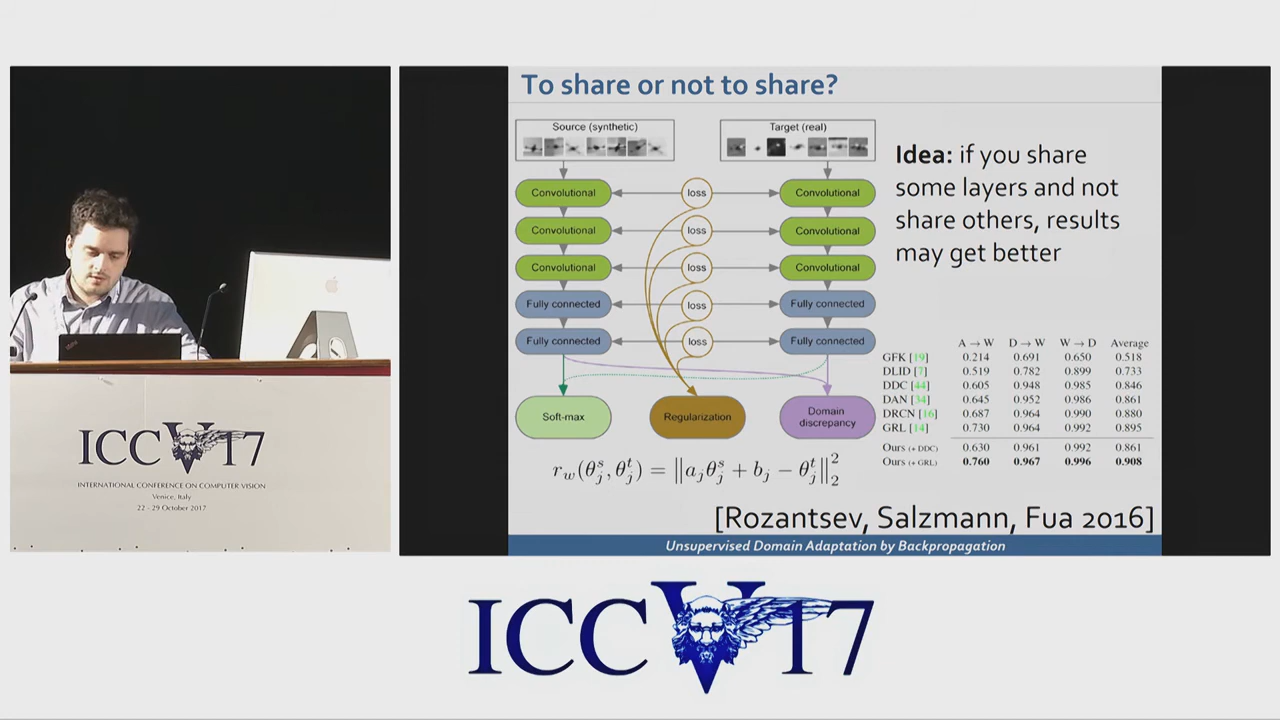 To share or not to share?
Source (synthetic)
Target (real)
Convolutional
loss
Convolutional
Convolutional
loss
Convolutional
Convolutional
loss
Convolutional
Fully connected
loss
Fully connected
Fully connected
loss
Fully connected
Soft-max
Regularization
Domain
discrepancy
Idea: if you share
some layers and not
share others, results
may get better
A → W D → W W → D Average
GFK [19] 0.214 0.691 0.650 0.518
DLID [7] 0.519 0.782 0.899 0.733
DDC [44] 0.605 0.948 0.985 0.846
DAN [34] 0.645 0.952 0.986 0.861
DRCN [16] 0.687 0.964 0.990 0.880
GRL [14] 0.730 0.964 0.992 0.895
Ours (+ DDC) 0.630 0.961 0.992 0.861
Ours (+ GRL) 0.760 0.967 0.996 0.908
r_w(θ_j^s, θ_j^t) = ‖a_jθ_j^s + b_j − θ_j^t‖_2^2
[Rozantsev, Salzmann, Fua 2016]
Unsupervised Domain Adaptation by Backpropagation
ICCV17
INTERNATIONAL CONFERENCE ON COMPUTER VISION
Venice, Italy
22 - 29 October 2017
ICCV17